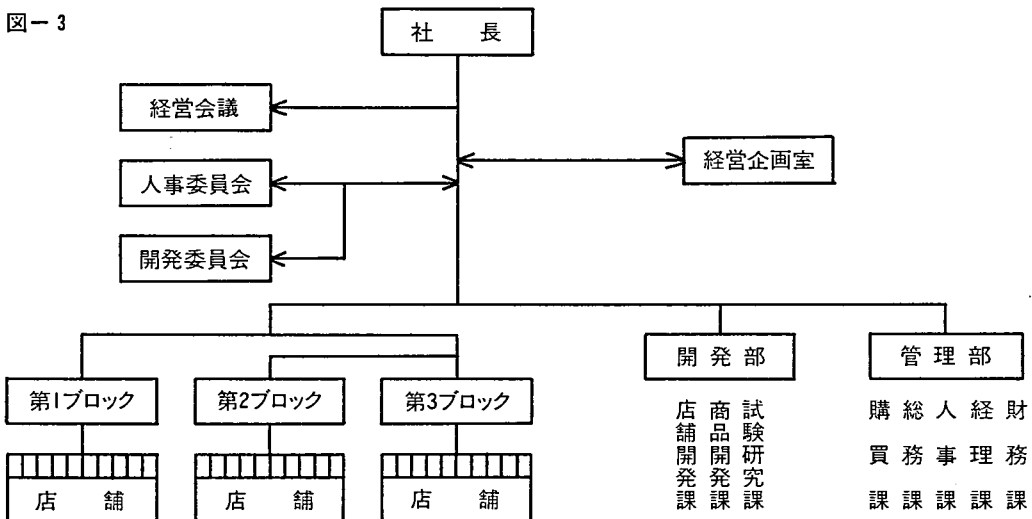 図－3
社長
経営会議
経営企画室
人事委員会
開発委員会
開発部
管理部
第1ブロック
第2ブロック
第3ブロック
店舗
店舗
店舗
店舗開発課
商品開発課
試験研究課
購買課
総務課
人事課
経理課
財務課